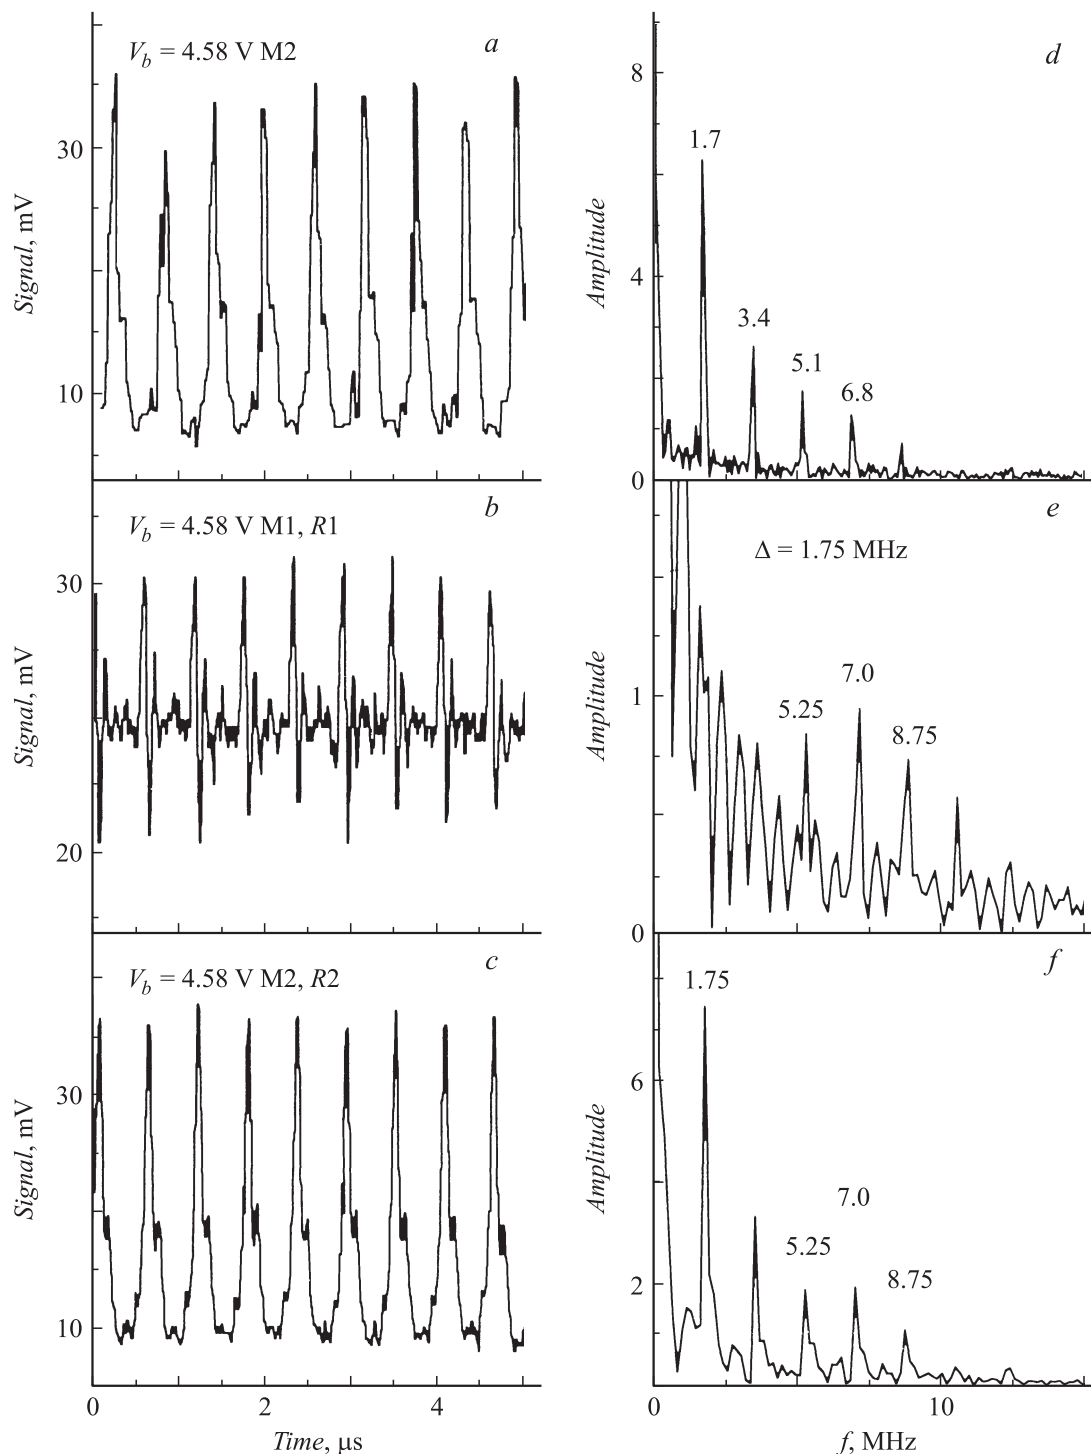 V_b = 4.58 V M2
a
30
10
Signal, mV
d
8
4
0
1.7
3.4
5.1
6.8
Amplitude
V_b = 4.58 V M1, R1
b
30
20
Signal, mV
e
Δ = 1.75 MHz
1
0
5.25
7.0
8.75
Amplitude
V_b = 4.58 V M2, R2
c
30
10
Signal, mV
0
2
4
Time, μs
f
1.75
6
2
7.0
5.25
8.75
Amplitude
0
10
f, MHz